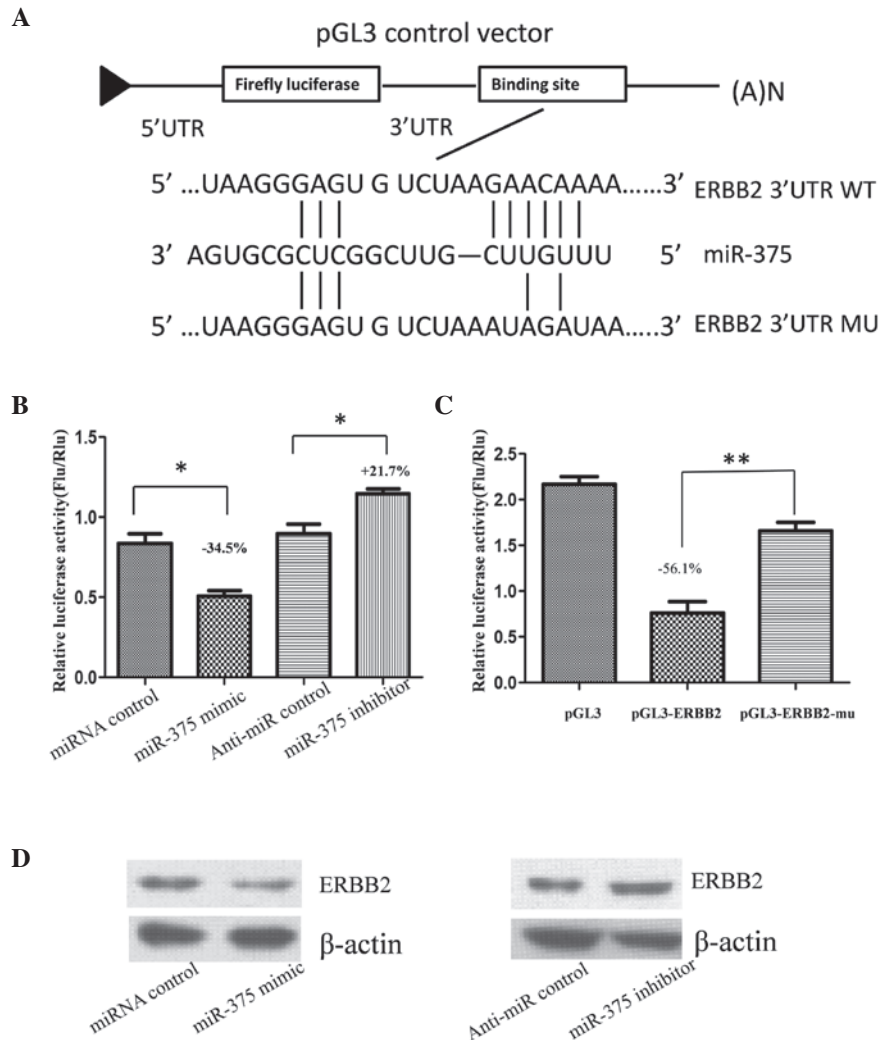 A
pGL3 control vector
Firefly luciferase
Binding site
(A)N
5′UTR
3′UTR
5′ ...UAAGGGAGU G UCUAAGAACAAAA......3′ ERBB2 3′UTR WT
3′ AGUGCGCUCGGCUUG—CUUGUUU 5′ miR-375
5′ ...UAAGGGAGU G UCUAAAUAGAUAA.....3′ ERBB2 3′UTR MU
B
Relative luciferase activity(Flu/Rlu)
1.5
1.0
0.5
0.0
*
-34.5%
*
+21.7%
miRNA control
miR-375 mimic
Anti-miR control
miR-375 inhibitor
C
Relative luciferase activity(Flu/Rlu)
2.5
2.0
1.5
1.0
0.5
0.0
**
-56.1%
pGL3
pGL3-ERBB2
pGL3-ERBB2-mu
D
ERBB2
β-actin
miRNA control
miR-375 mimic
ERBB2
β-actin
Anti-miR control
miR-375 inhibitor